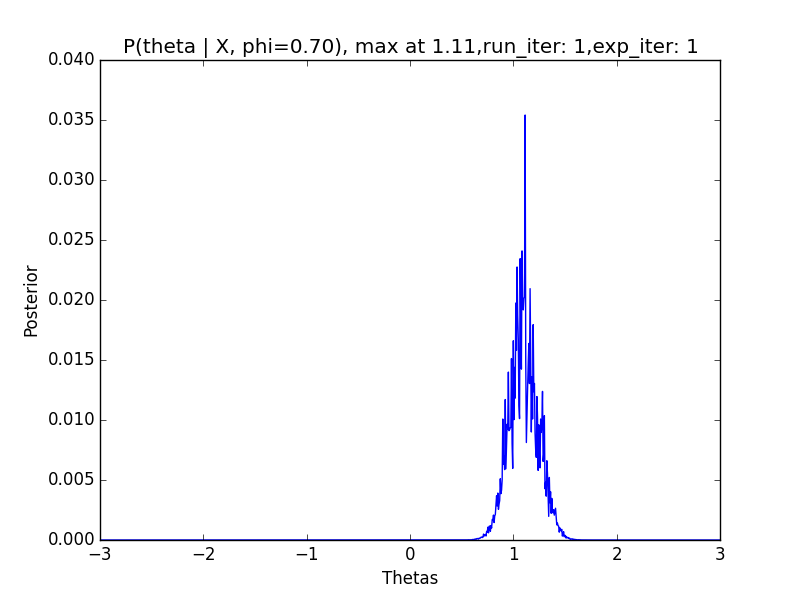 P(theta | X, phi=0.70), max at 1.11,run_iter: 1,exp_iter: 1
0.040
0.035
0.030
0.025
0.020
0.015
0.010
0.005
0.000
Posterior
−3 −2 −1 0 1 2 3
Thetas